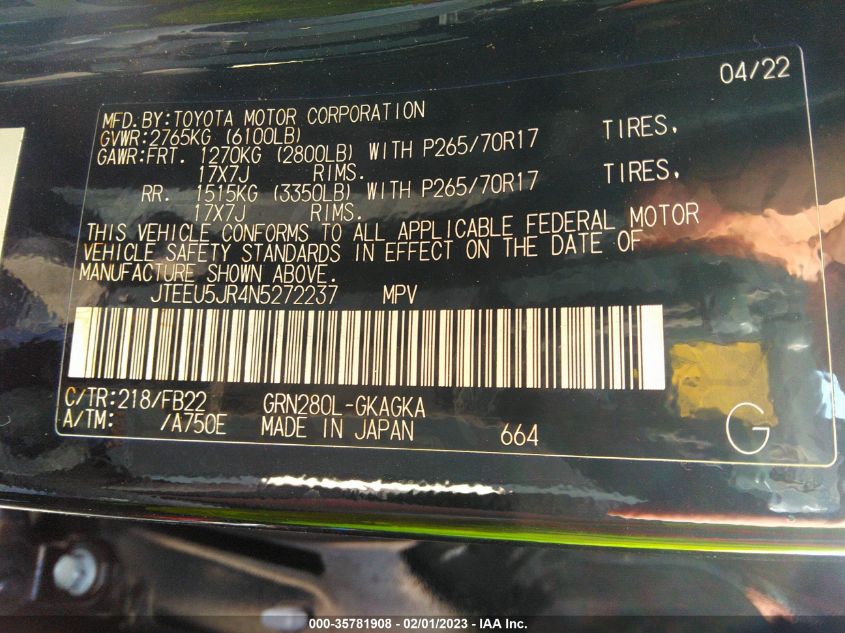 04/22
MFD.BY:TOYOTA MOTOR CORPORATION
GVWR:2765KG (6100LB)
GAWR:FRT. 1270KG (2800LB) WITH P265/70R17 TIRES,
17X7J RIMS.
RR. 1515KG (3350LB) WITH P265/70R17 TIRES,
17X7J RIMS.
THIS VEHICLE CONFORMS TO ALL APPLICABLE FEDERAL MOTOR
VEHICLE SAFETY STANDARDS IN EFFECT ON THE DATE OF
MANUFACTURE SHOWN ABOVE.
JTEEU5JR4N5272237 MPV
C/TR:218/FB22 GRN280L-GKAGKA
A/TM: /A750E MADE IN JAPAN 664 G
000-35781908 - 02/01/2023 - © IAA Inc.